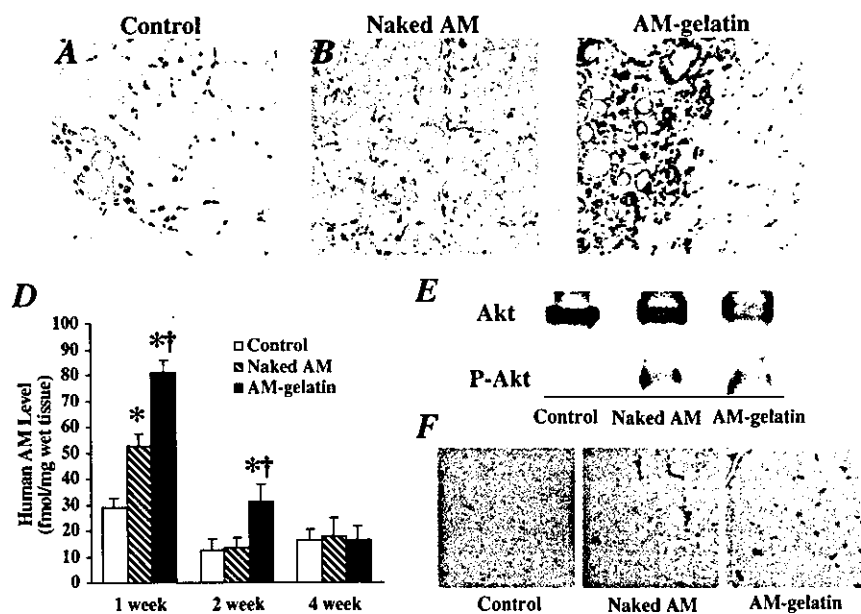 Control
Naked AM
AM-gelatin
A
B
C
D
Human AM Level
(fmol/mg wet tissue)
100
90
80
70
60
50
40
30
20
10
0
Control
Naked AM
AM-gelatin
*
*†
*†
1 week
2 week
4 week
E
Akt
P-Akt
Control
Naked AM
AM-gelatin
F
Control
Naked AM
AM-gelatin